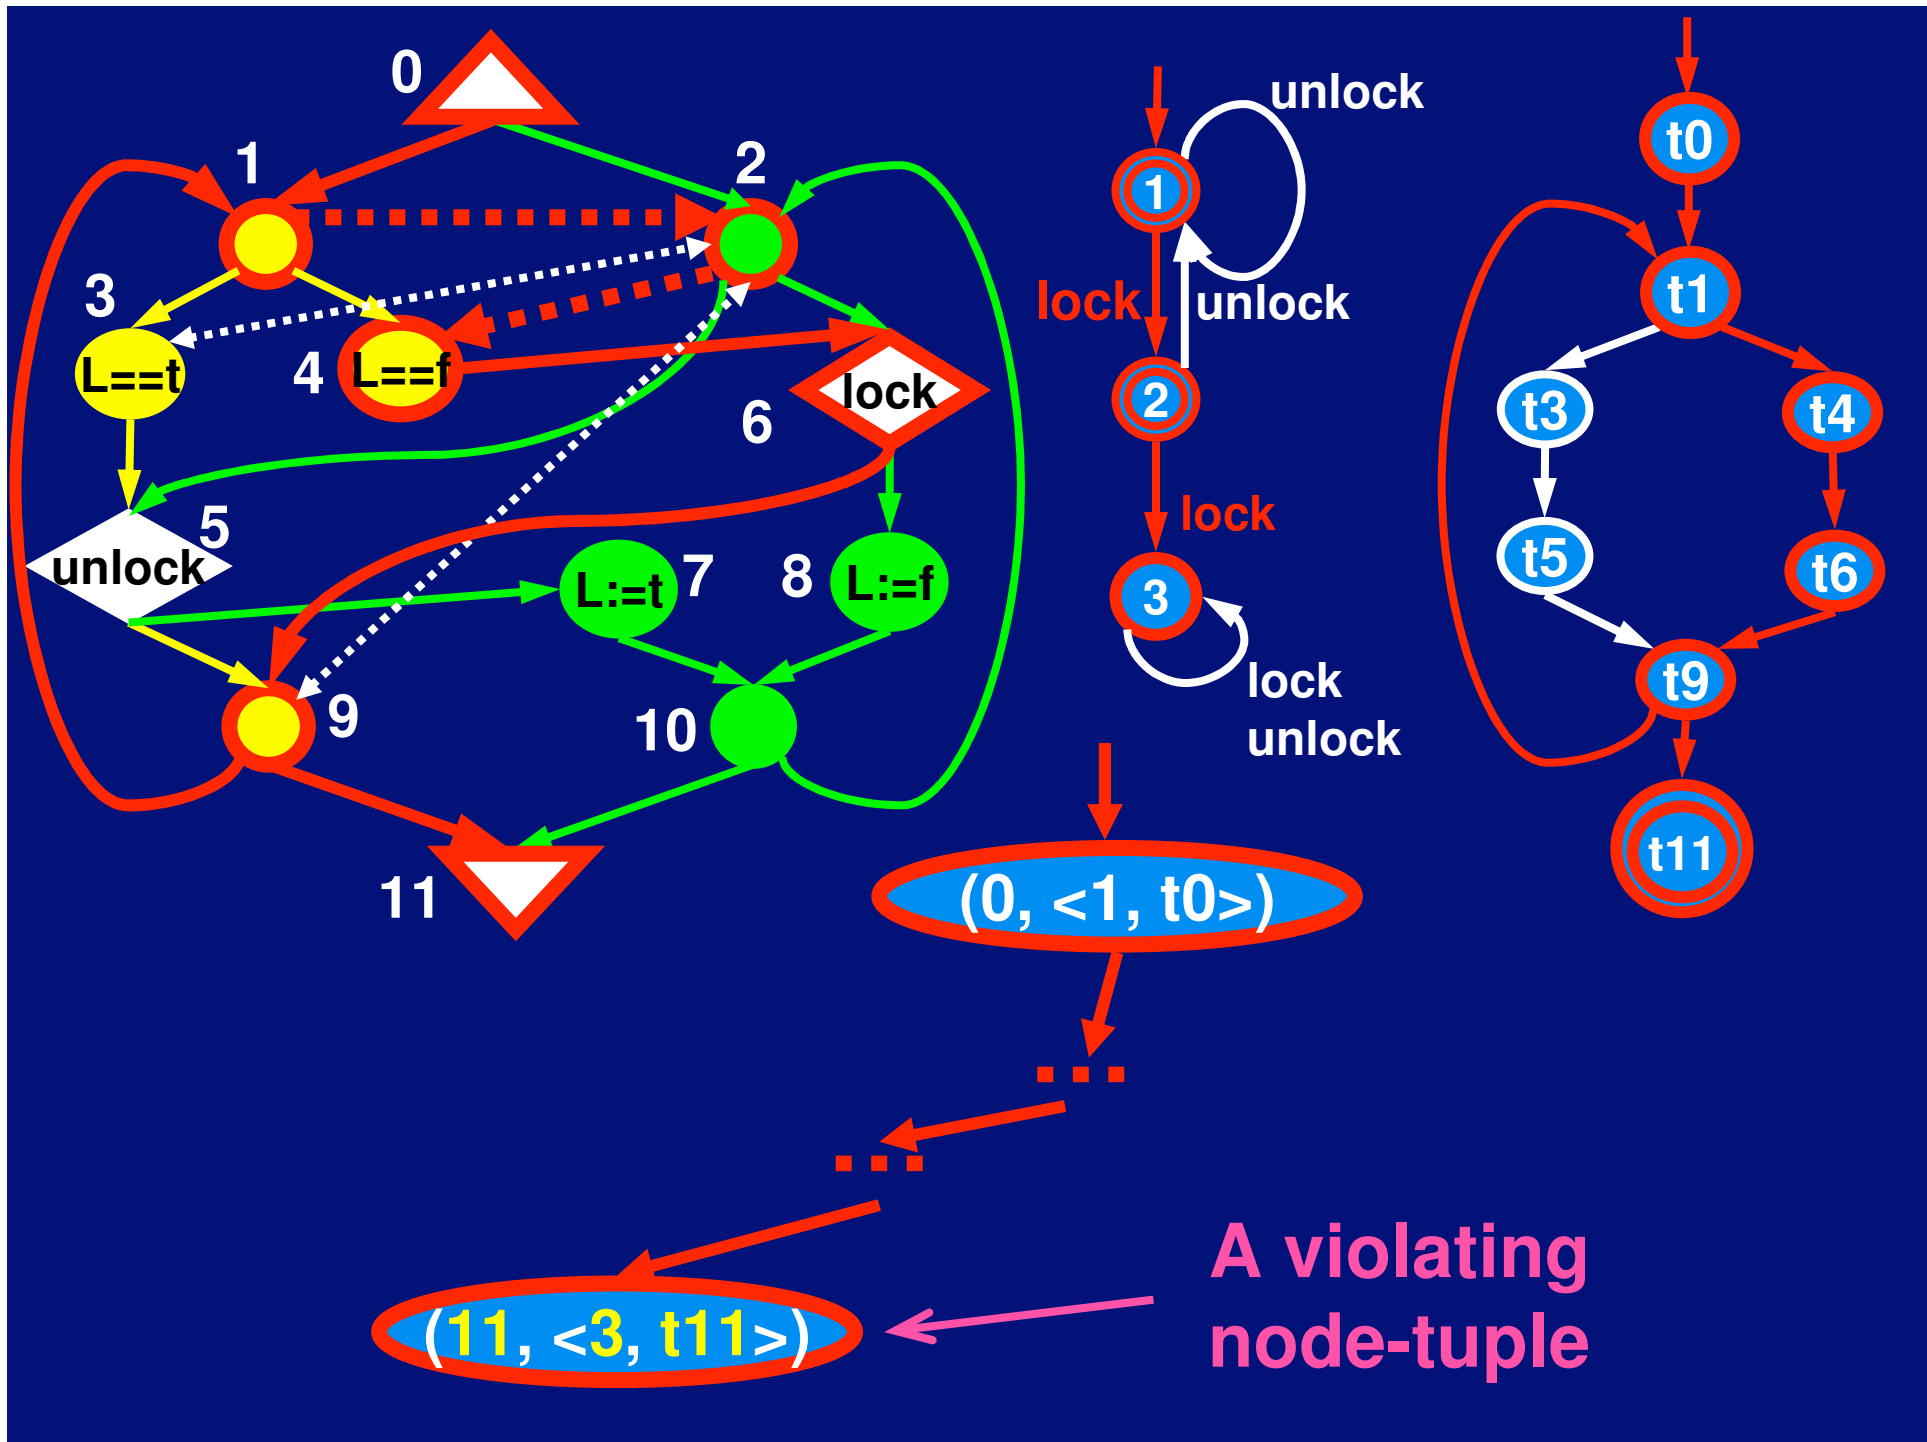 0
1
2
3
L==t
4
L==f
lock
6
5
unlock
L:=t
7
8
L:=f
9
10
11
unlock
1
lock
unlock
2
lock
3
lock
unlock
t0
t1
t3
t4
t5
t6
t9
t11
(0, <1, t0>)
...
...
(11, <3, t11>)
A violating
node-tuple